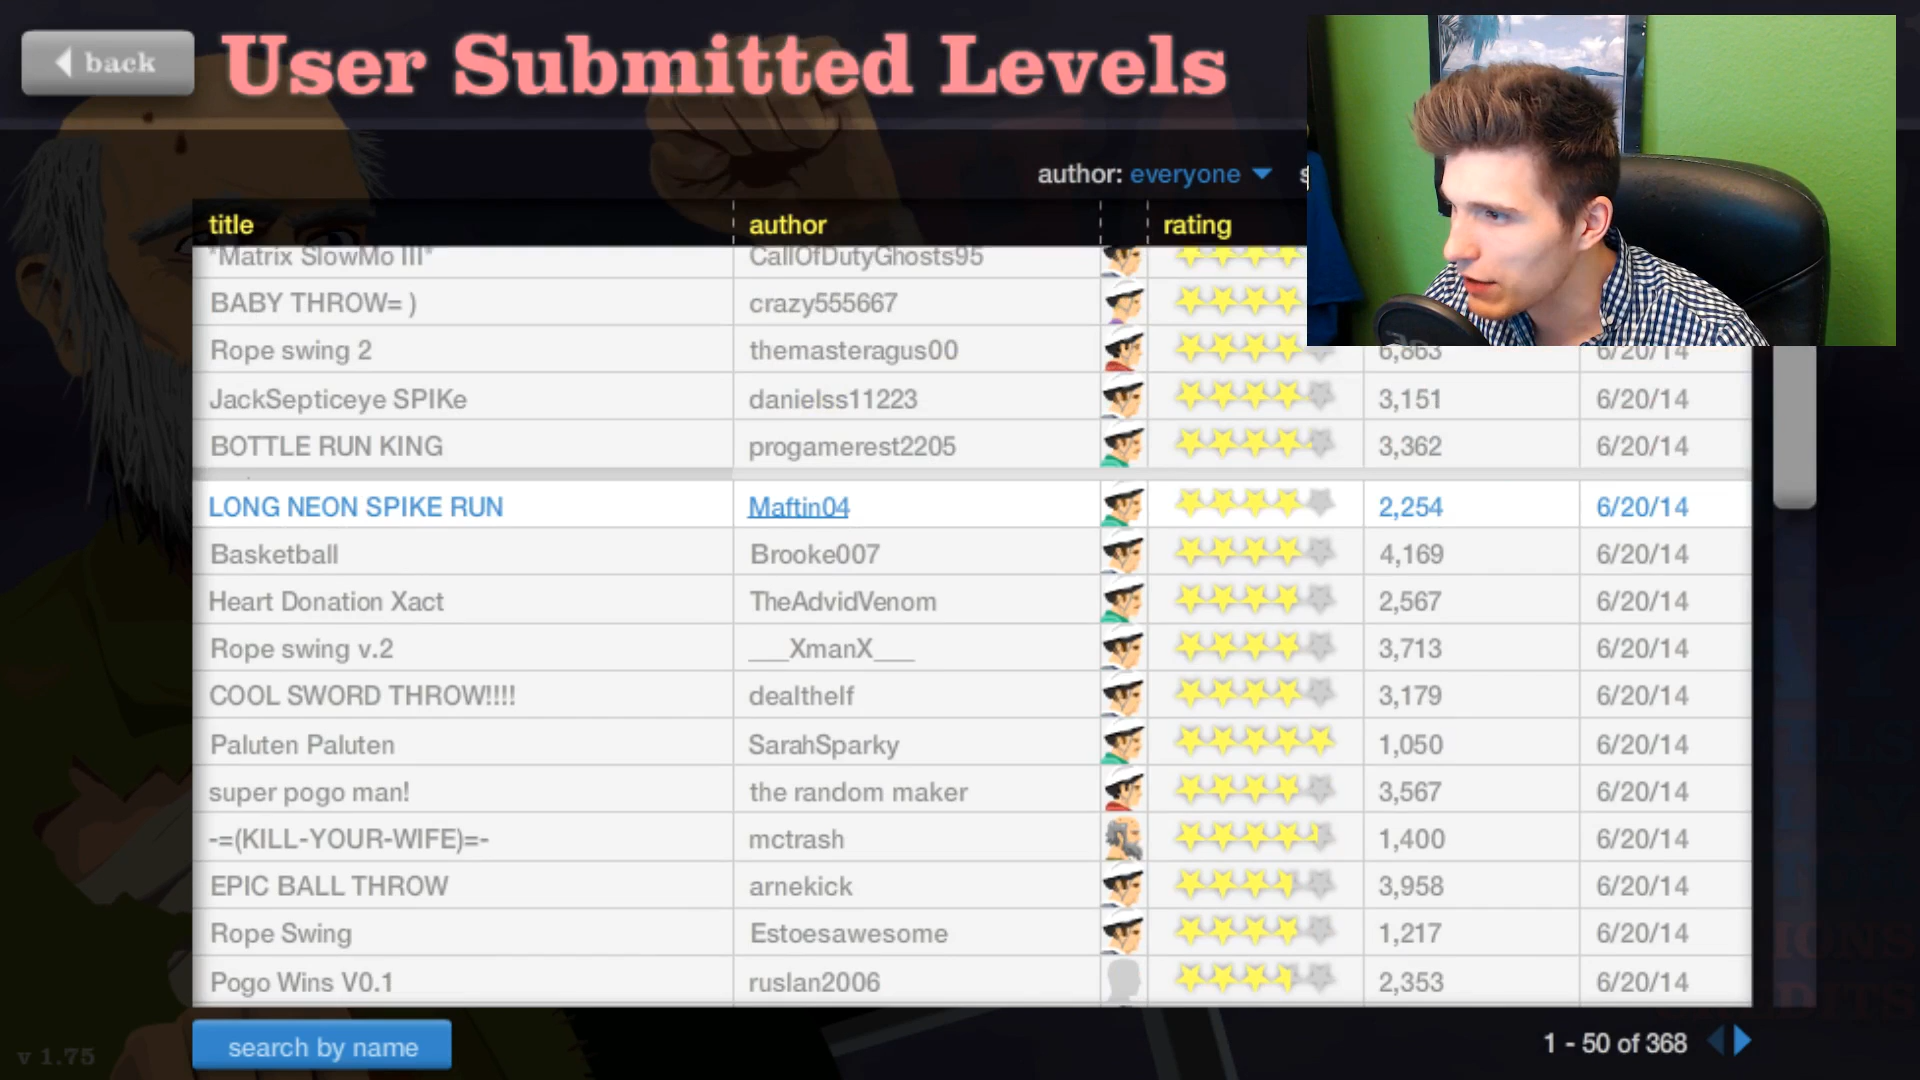 back
User Submitted Levels
author: everyone s
title author rating
*Matrix SlowMo III* CallOfDutyGhosts95
BABY THROW= ) crazy555667
Rope swing 2 themasteragus00 6,863 6/20/14
JackSepticeye SPIKe danielss11223 3,151 6/20/14
BOTTLE RUN KING progamerest2205 3,362 6/20/14
LONG NEON SPIKE RUN Maftin04 2,254 6/20/14
Basketball Brooke007 4,169 6/20/14
Heart Donation Xact TheAdvidVenom 2,567 6/20/14
Rope swing v.2 ___XmanX___ 3,713 6/20/14
COOL SWORD THROW!!!! dealthelf 3,179 6/20/14
Paluten Paluten SarahSparky 1,050 6/20/14
super pogo man! the random maker 3,567 6/20/14
-=(KILL-YOUR-WIFE)=- mctrash 1,400 6/20/14
EPIC BALL THROW arnekick 3,958 6/20/14
Rope Swing Estoesawesome 1,217 6/20/14
Pogo Wins V0.1 ruslan2006 2,353 6/20/14
search by name
1 - 50 of 368
v 1.75